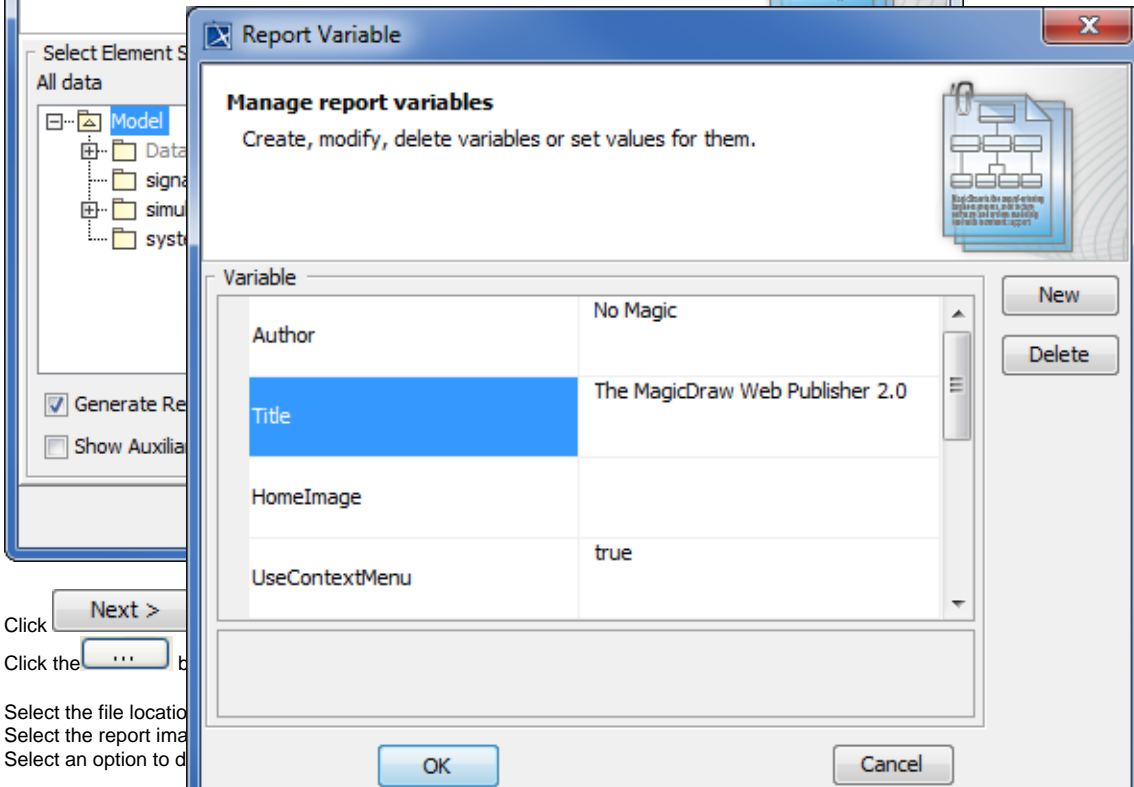 Select Element S
All data
Model
Data
signa
simul
syste
Generate Re
Show Auxilia
Click Next >
Click the ... b
Select the file locatio
Select the report ima
Select an option to d
Report Variable
Manage report variables
Create, modify, delete variables or set values for them.
Variable
Author No Magic
Title The MagicDraw Web Publisher 2.0
HomeImage
UseContextMenu true
New
Delete
OK Cancel